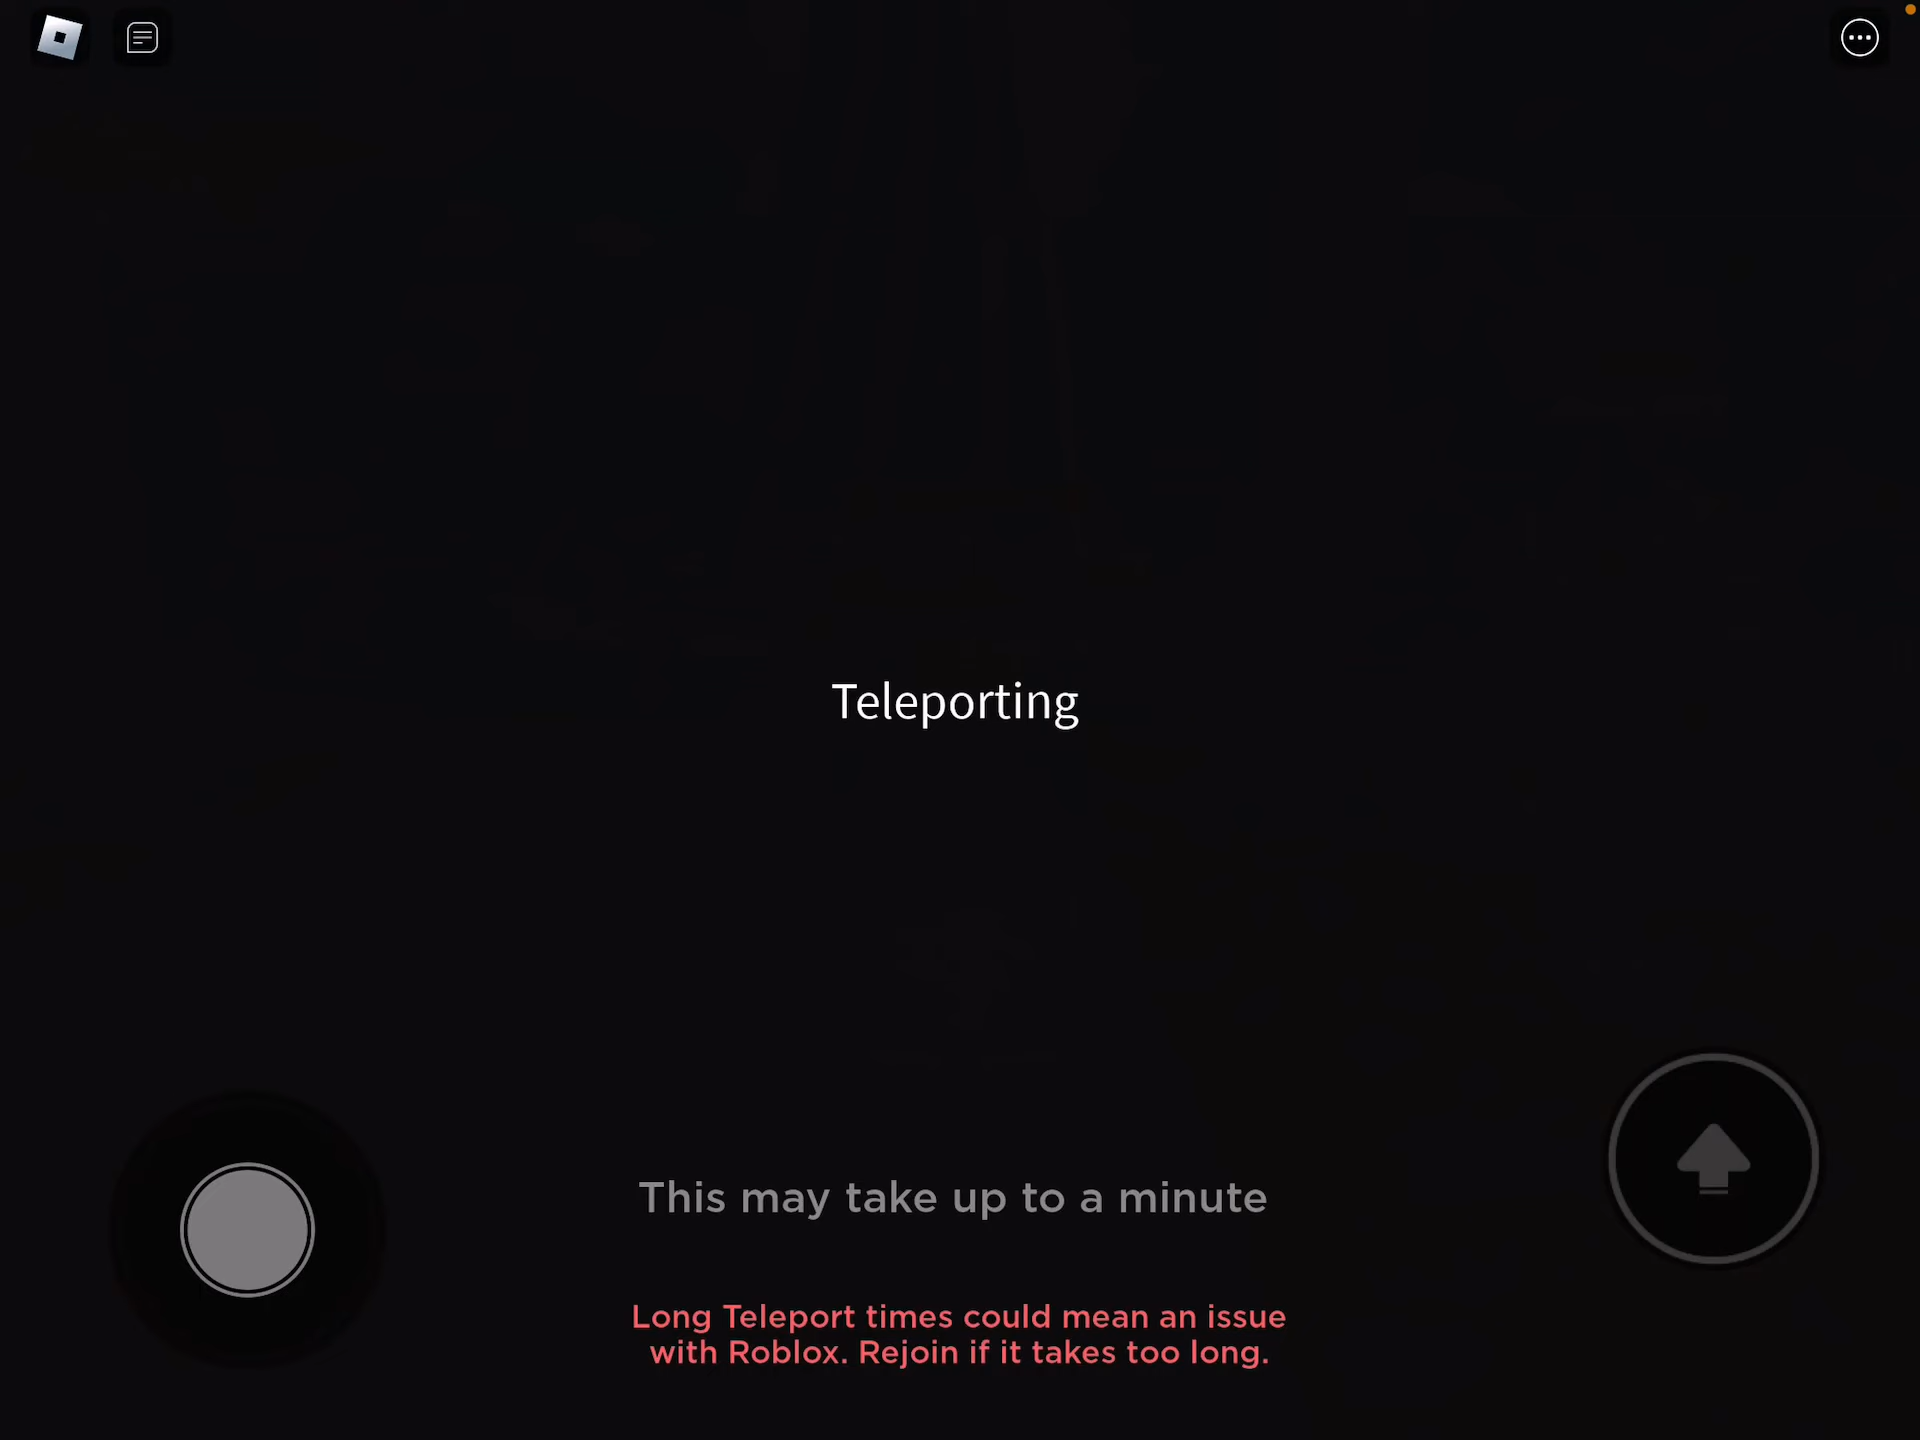 Teleporting
This may take up to a minute
Long Teleport times could mean an issue
with Roblox. Rejoin if it takes too long.